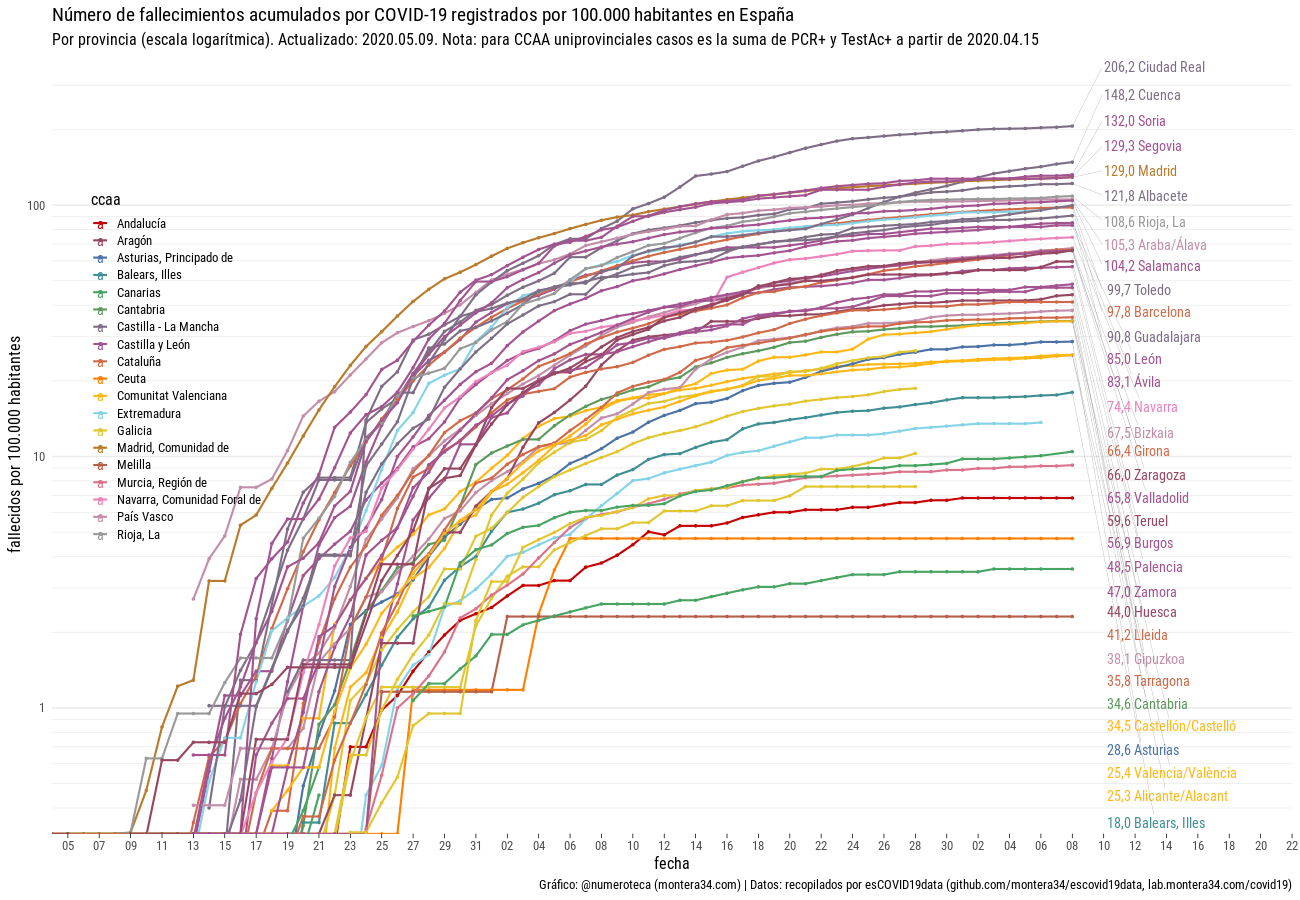 Número de fallecimientos acumulados por COVID-19 registrados por 100.000 habitantes en España
Por provincia (escala logarítmica). Actualizado: 2020.05.09. Nota: para CCAA uniprovinciales casos es la suma de PCR+ y TestAc+ a partir de 2020.04.15
fallecidos por 100.000 habitantes
100
10
1
ccaa
Andalucía
Aragón
Asturias, Principado de
Balears, Illes
Canarias
Cantabria
Castilla - La Mancha
Castilla y León
Cataluña
Ceuta
Comunitat Valenciana
Extremadura
Galicia
Madrid, Comunidad de
Melilla
Murcia, Región de
Navarra, Comunidad Foral de
País Vasco
Rioja, La
206,2 Ciudad Real
148,2 Cuenca
132,0 Soria
129,3 Segovia
129,0 Madrid
121,8 Albacete
108,6 Rioja, La
105,3 Araba/Álava
104,2 Salamanca
99,7 Toledo
97,8 Barcelona
90,8 Guadalajara
85,0 León
83,1 Ávila
74,4 Navarra
67,5 Bizkaia
66,4 Girona
66,0 Zaragoza
65,8 Valladolid
59,6 Teruel
56,9 Burgos
48,5 Palencia
47,0 Zamora
44,0 Huesca
41,2 Lleida
38,1 Gipuzkoa
35,8 Tarragona
34,6 Cantabria
34,5 Castellón/Castelló
28,6 Asturias
25,4 Valencia/València
25,3 Alicante/Alacant
18,0 Balears, Illes
05 07 09 11 13 15 17 19 21 23 25 27 29 31 02 04 06 08 10 12 14 16 18 20 22 24 26 28 30 02 04 06 08 10 12 14 16 18 20 22
fecha
Gráfico: @numeroteca (montera34.com) | Datos: recopilados por esCOVID19data (github.com/montera34/escovid19data, lab.montera34.com/covid19)